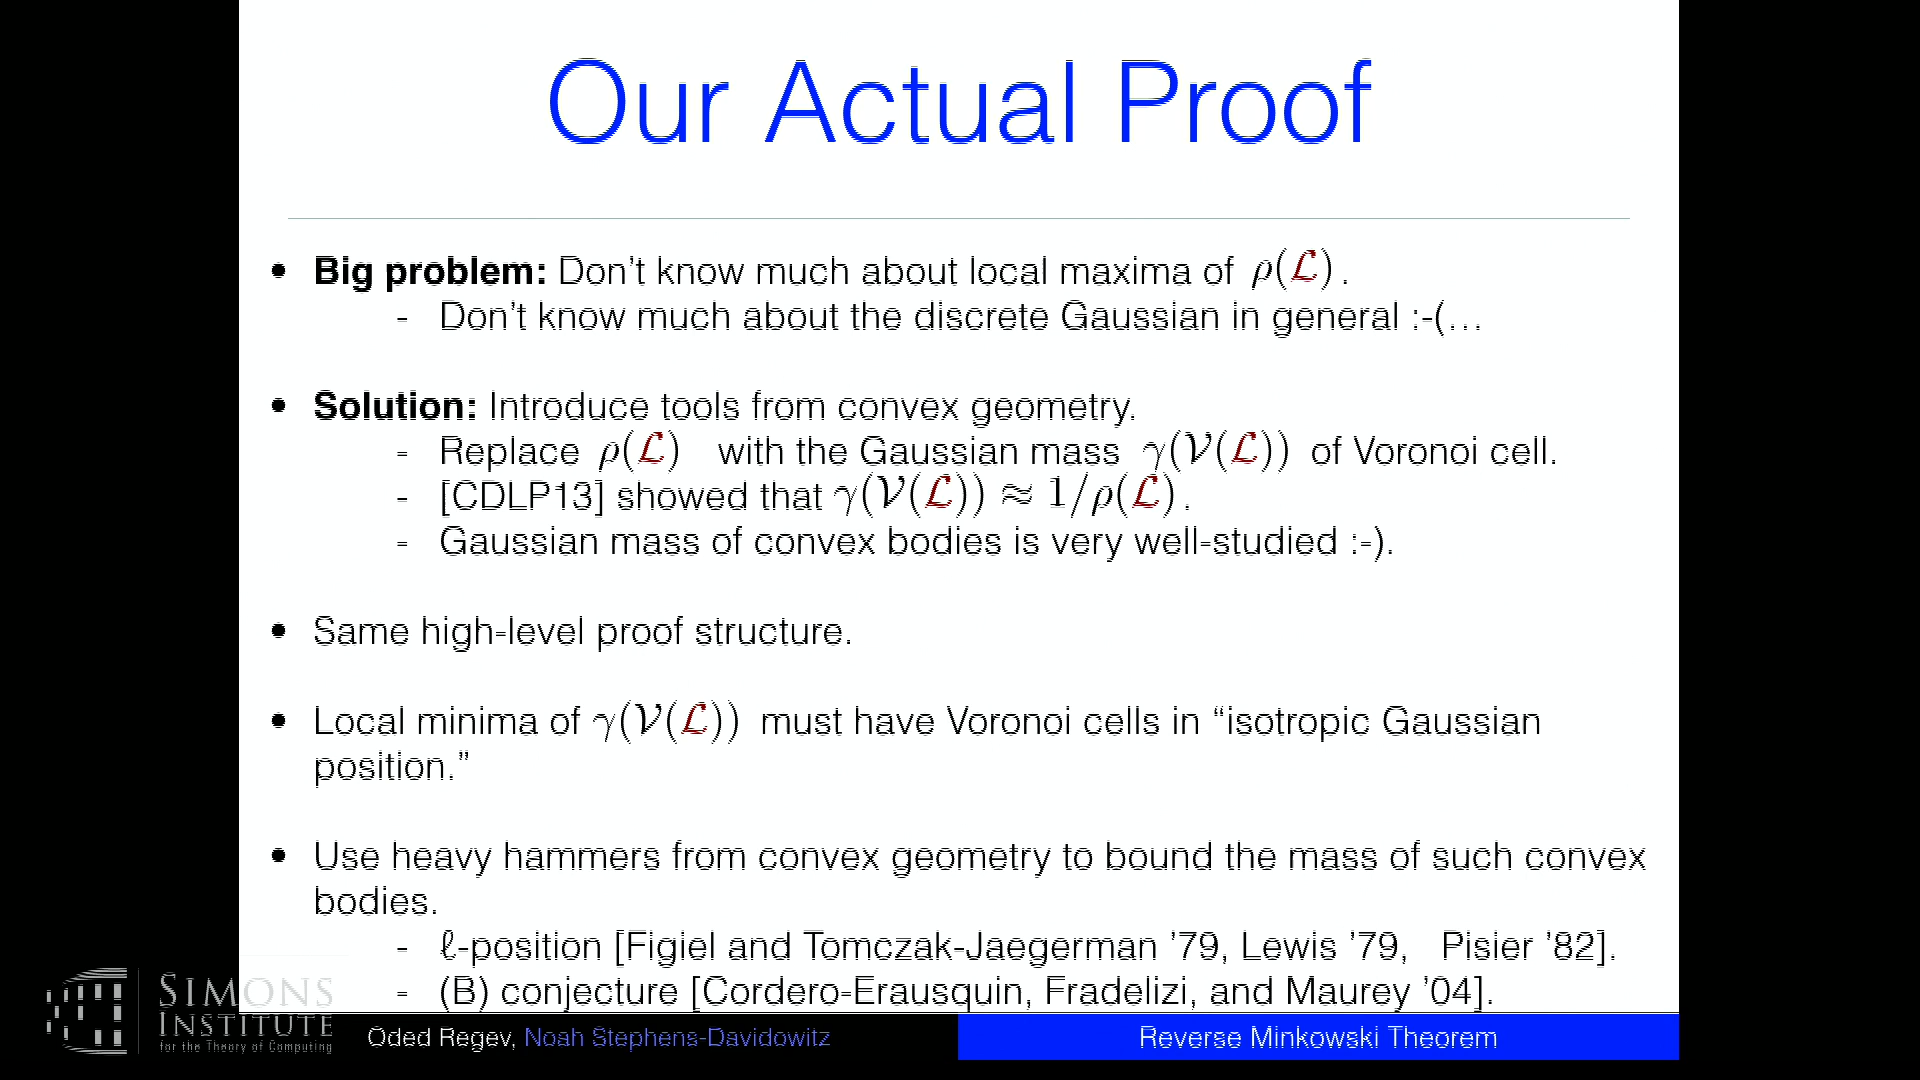 Our Actual Proof
• Big problem: Don't know much about local maxima of ρ(ℒ).
- Don't know much about the discrete Gaussian in general :-(…
• Solution: Introduce tools from convex geometry.
- Replace ρ(ℒ) with the Gaussian mass γ(𝒱(ℒ)) of Voronoi cell.
- [CDLP13] showed that γ(𝒱(ℒ)) ≈ 1/ρ(ℒ).
- Gaussian mass of convex bodies is very well-studied :-).
• Same high-level proof structure.
• Local minima of γ(𝒱(ℒ)) must have Voronoi cells in “isotropic Gaussian
position.”
• Use heavy hammers from convex geometry to bound the mass of such convex
bodies.
- ℓ-position [Figiel and Tomczak-Jaegerman '79, Lewis '79, Pisier '82].
- (B) conjecture [Cordero-Erausquin, Fradelizi, and Maurey '04].
SIMONS
INSTITUTE
for the Theory of Computing
Oded Regev, Noah Stephens-Davidowitz
Reverse Minkowski Theorem